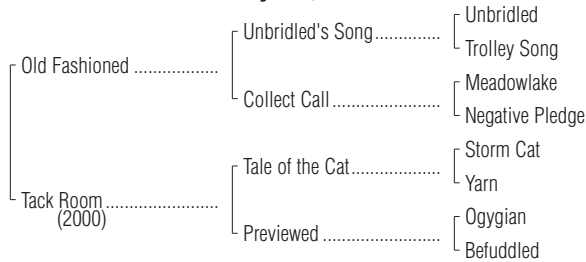 Unbridled
Unbridled's Song..............
Trolley Song
Old Fashioned ..................
Meadowlake
Collect Call.......................
Negative Pledge
Storm Cat
Tale of the Cat...................
Yarn
Tack Room........................
(2000)
Ogygian
Previewed .........................
Befuddled